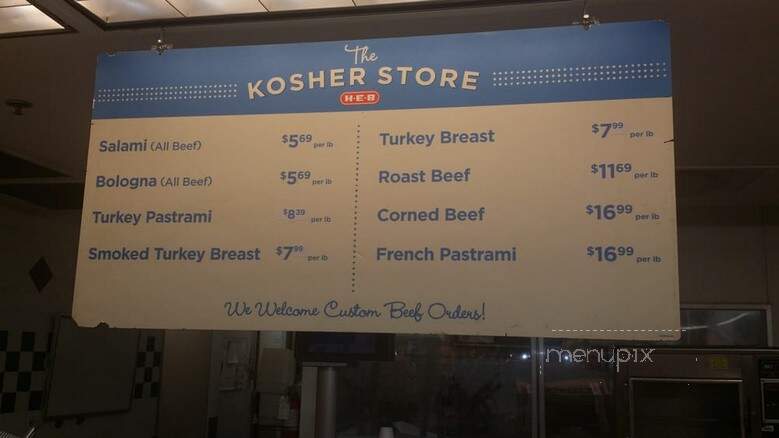 The
KOSHER STORE
H-E-B
Salami (All Beef) $5.69 per lb
Bologna (All Beef) $5.69 per lb
Turkey Pastrami $8.39 per lb
Smoked Turkey Breast $7.99 per lb
Turkey Breast $7.99 per lb
Roast Beef $11.69 per lb
Corned Beef $16.99 per lb
French Pastrami $16.99 per lb
We Welcome Custom Beef Orders!
menupix